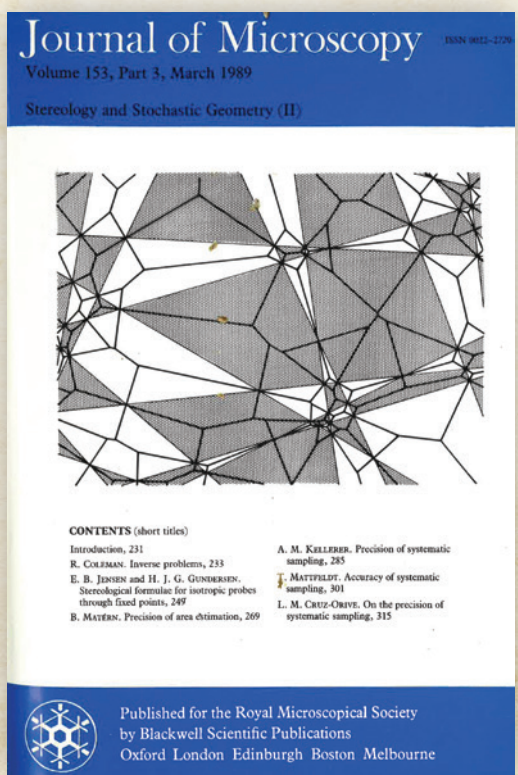 Journal of Microscopy
ISSN 0022-2720
Volume 153, Part 3, March 1989
Stereology and Stochastic Geometry (II)
CONTENTS (short titles)
Introduction, 231
R. COLEMAN. Inverse problems, 233
E. B. JENSEN and H. J. G. GUNDERSEN.
Stereological formulae for isotropic probes
through fixed points, 249
B. MATÉRN. Precision of area estimation, 269
A. M. KELLERER. Precision of systematic
sampling, 285
T. MATTFELDT. Accuracy of systematic
sampling, 301
L. M. CRUZ-ORIVE. On the precision of
systematic sampling, 315
Published for the Royal Microscopical Society
by Blackwell Scientific Publications
Oxford London Edinburgh Boston Melbourne